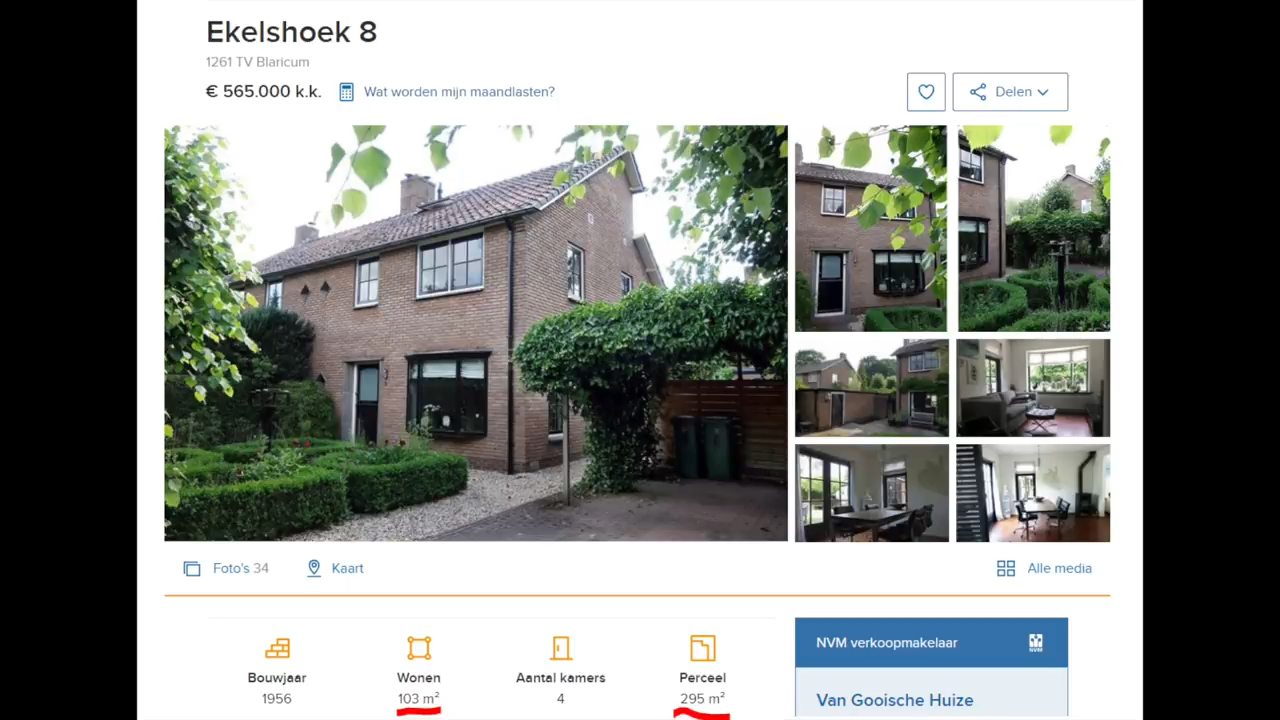 Ekelshoek 8
1261 TV Blaricum
€ 565.000 k.k. Wat worden mijn maandlasten?
Delen
Foto's 34 Kaart Alle media
Bouwjaar Wonen Aantal kamers Perceel
1956 103 m² 4 295 m²
NVM verkoopmakelaar
NVM
Van Gooische Huize